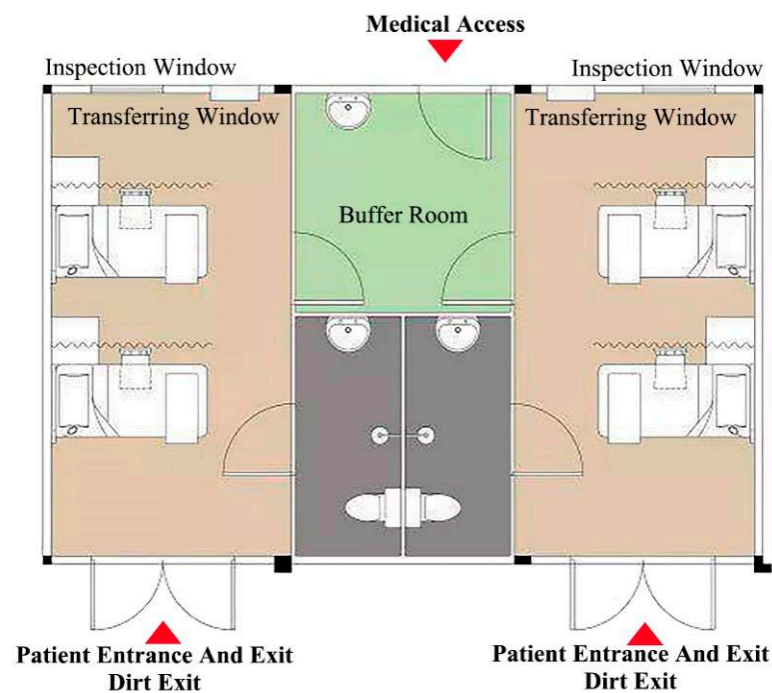 Medical Access
Inspection Window
Inspection Window
Transferring Window
Transferring Window
Buffer Room
Patient Entrance And Exit
Dirt Exit
Patient Entrance And Exit
Dirt Exit